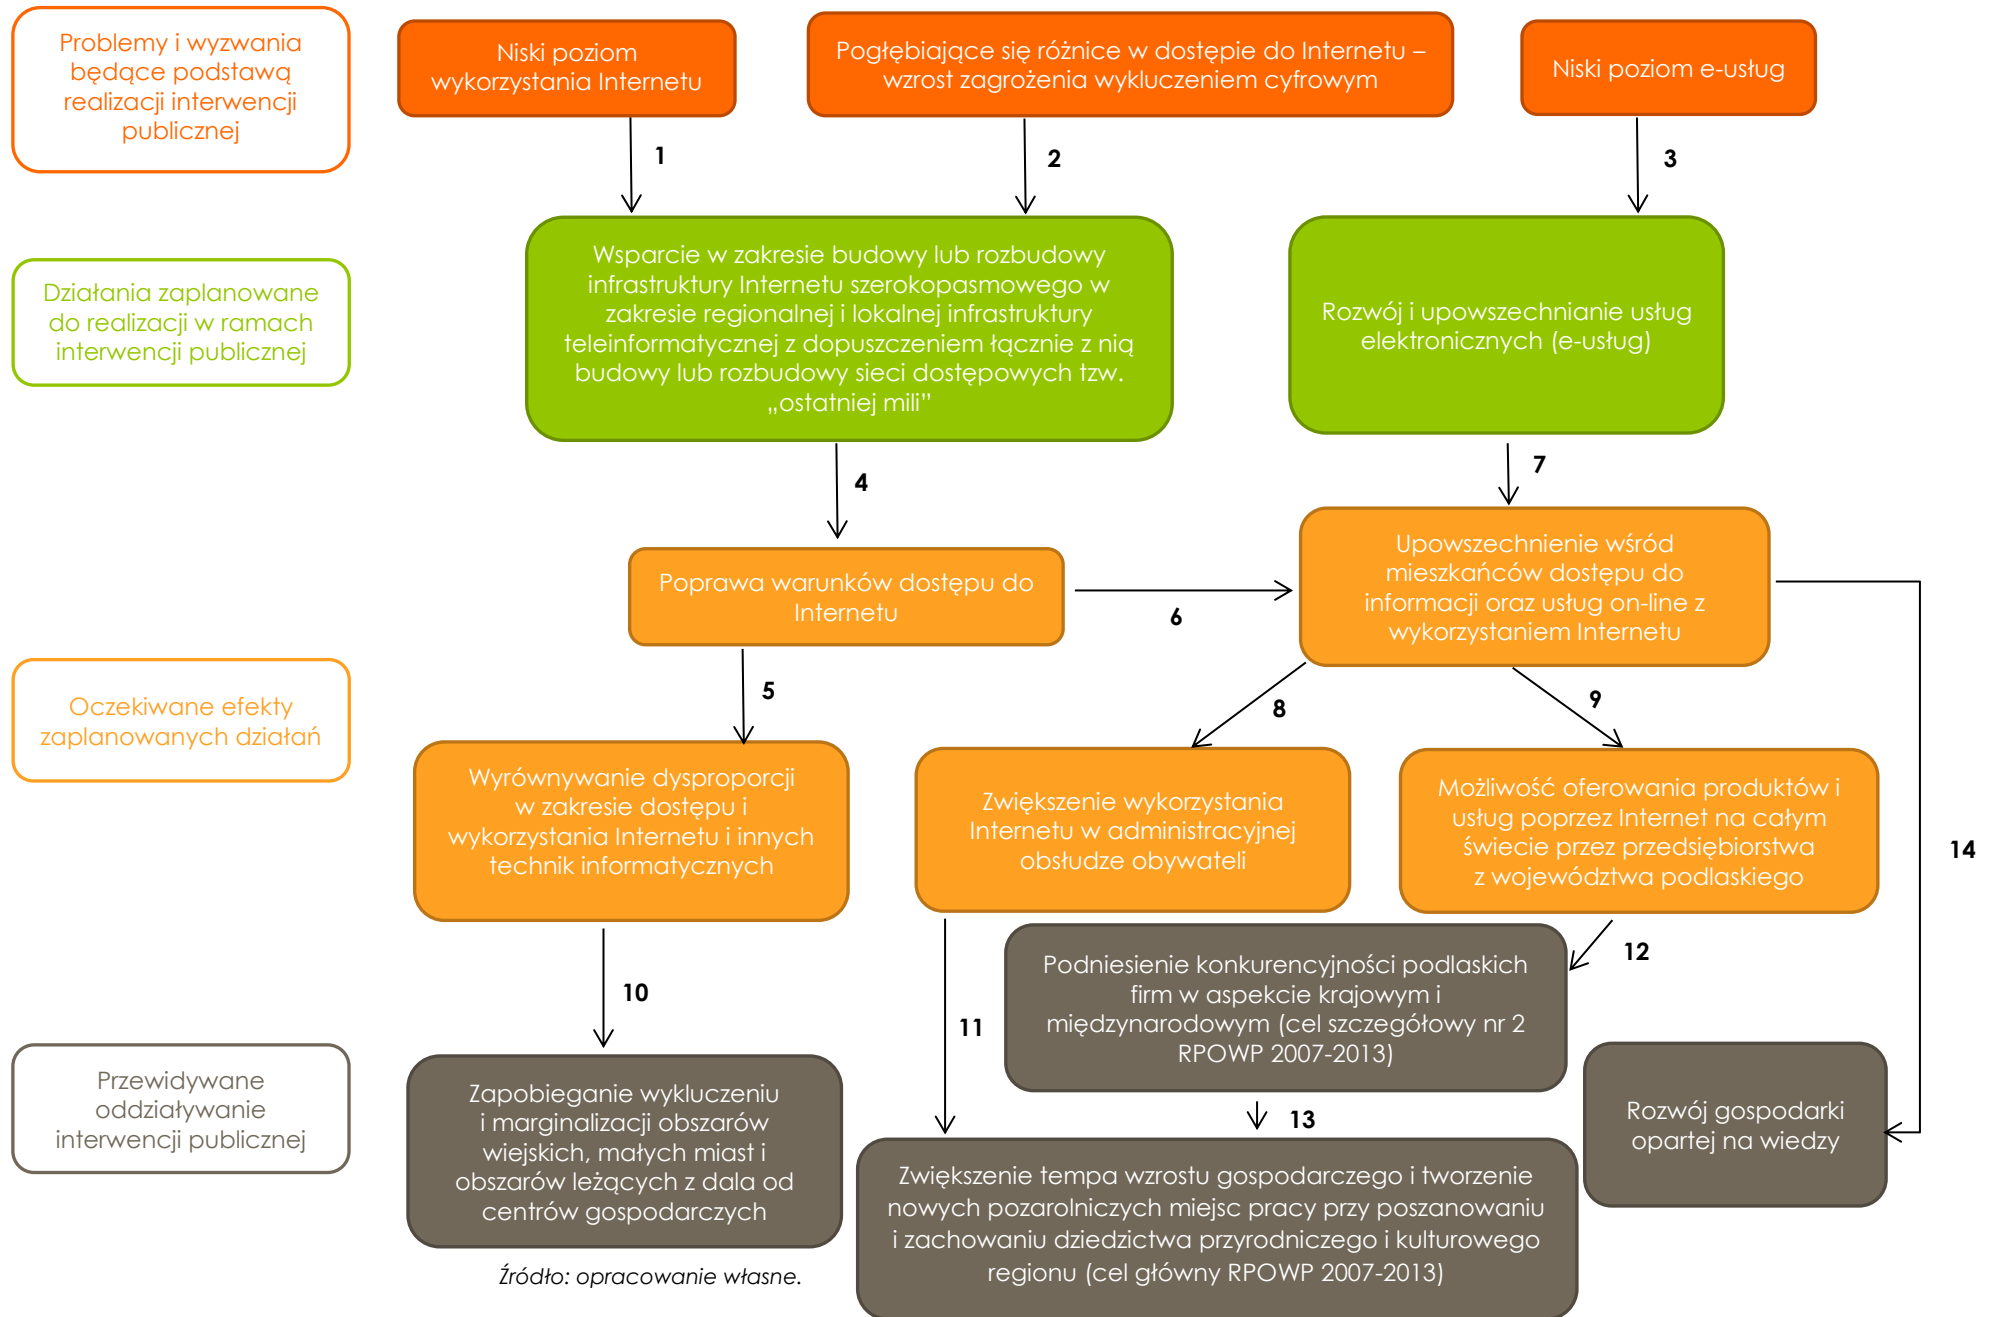 Problemy i wyzwania
będące podstawą
realizacji interwencji
publicznej
Niski poziom
wykorzystania Internetu
Pogłębiające się różnice w dostępie do Internetu –
wzrost zagrożenia wykluczeniem cyfrowym
Niski poziom e-usług
1
2
3
Działania zaplanowane
do realizacji w ramach
interwencji publicznej
Wsparcie w zakresie budowy lub rozbudowy
infrastruktury Internetu szerokopasmowego w
zakresie regionalnej i lokalnej infrastruktury
teleinformatycznej z dopuszczeniem łącznie z nią
budowy lub rozbudowy sieci dostępowych tzw.
„ostatniej mili”
Rozwój i upowszechnianie usług
elektronicznych (e-usług)
4
7
Poprawa warunków dostępu do
Internetu
6
Upowszechnienie wśród
mieszkańców dostępu do
informacji oraz usług on-line z
wykorzystaniem Internetu
Oczekiwane efekty
zaplanowanych działań
5
8
9
Wyrównywanie dysproporcji
w zakresie dostępu i
wykorzystania Internetu i innych
technik informatycznych
Zwiększenie wykorzystania
Internetu w administracyjnej
obsłudze obywateli
Możliwość oferowania produktów i
usług poprzez Internet na całym
świecie przez przedsiębiorstwa
z województwa podlaskiego
14
10
11
12
Podniesienie konkurencyjności podlaskich
firm w aspekcie krajowym i
międzynarodowym (cel szczegółowy nr 2
RPOWP 2007-2013)
Przewidywane
oddziaływanie
interwencji publicznej
Zapobieganie wykluczeniu
i marginalizacji obszarów
wiejskich, małych miast i
obszarów leżących z dala od
centrów gospodarczych
13
Rozwój gospodarki
opartej na wiedzy
Zwiększenie tempa wzrostu gospodarczego i tworzenie
nowych pozarolniczych miejsc pracy przy poszanowaniu
i zachowaniu dziedzictwa przyrodniczego i kulturowego
regionu (cel główny RPOWP 2007-2013)
Źródło: opracowanie własne.